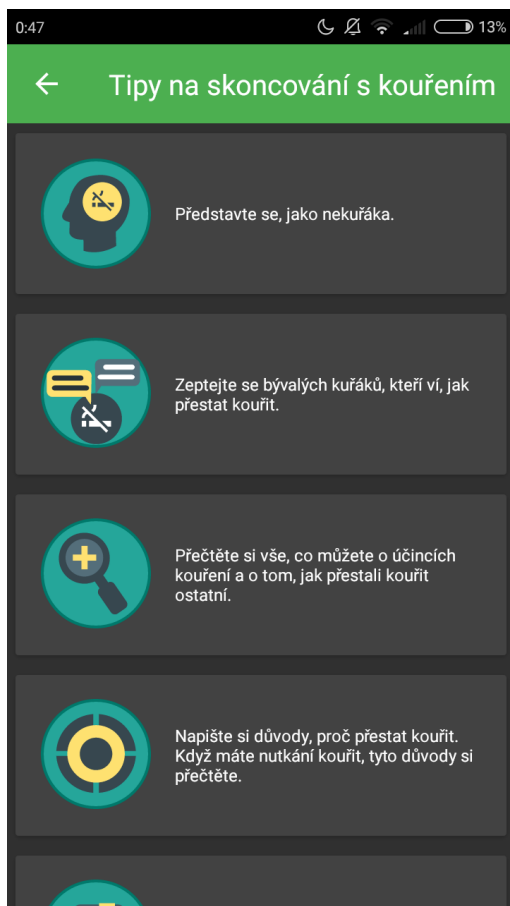 0:47
13%
Tipy na skoncování s kouřením
Představte se, jako nekuřáka.
Zeptejte se bývalých kuřáků, kteří ví, jak
přestat kouřit.
Přečtěte si vše, co můžete o účincích
kouření a o tom, jak přestali kouřit
ostatní.
Napište si důvody, proč přestat kouřit.
Když máte nutkání kouřit, tyto důvody si
přečtěte.